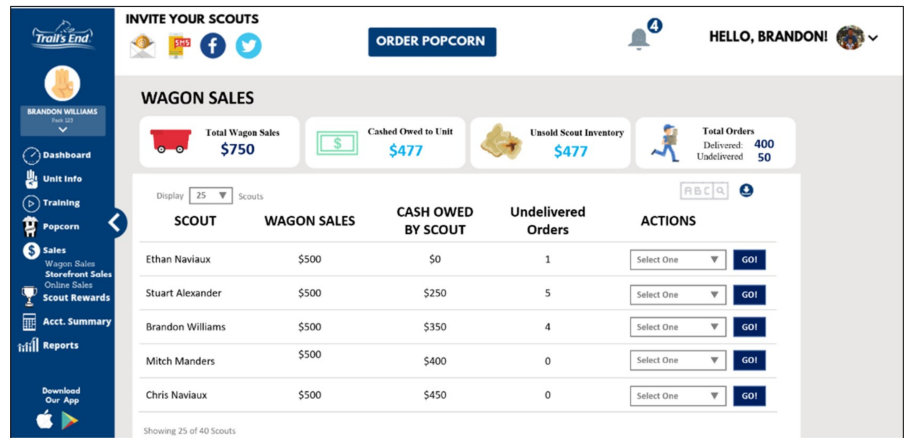 Trail's End
INVITE YOUR SCOUTS
SMS
ORDER POPCORN
4
HELLO, BRANDON!
BRANDON WILLIAMS
Pack 123
Dashboard
Unit Info
Training
Popcorn
Sales
Wagon Sales
Storefront Sales
Online Sales
Scout Rewards
Acct. Summary
Reports
Download
Our App
WAGON SALES
Total Wagon Sales
$750
Cashed Owed to Unit
$477
Unsold Scout Inventory
$477
Total Orders
Delivered: 400
Undelivered 50
Display 25 Scouts
ABC
SCOUT WAGON SALES CASH OWED BY SCOUT Undelivered Orders ACTIONS
Ethan Naviaux $500 $0 1 Select One GO!
Stuart Alexander $500 $250 5 Select One GO!
Brandon Williams $500 $350 4 Select One GO!
Mitch Manders $500 $400 0 Select One GO!
Chris Naviaux $500 $450 0 Select One GO!
Showing 25 of 40 Scouts